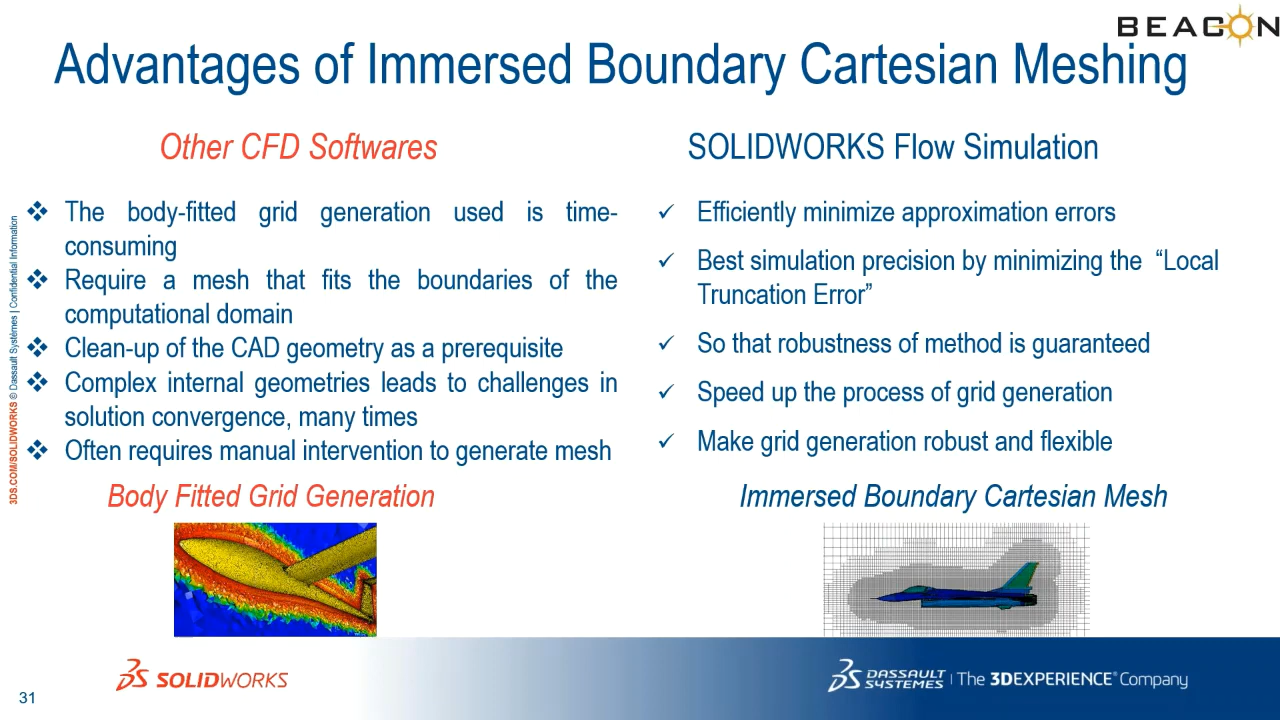 BEACON
Advantages of Immersed Boundary Cartesian Meshing
Other CFD Softwares
❖ The body-fitted grid generation used is time-
consuming
❖ Require a mesh that fits the boundaries of the
computational domain
❖ Clean-up of the CAD geometry as a prerequisite
❖ Complex internal geometries leads to challenges in
solution convergence, many times
❖ Often requires manual intervention to generate mesh
Body Fitted Grid Generation
SOLIDWORKS Flow Simulation
✓ Efficiently minimize approximation errors
✓ Best simulation precision by minimizing the “Local
Truncation Error”
✓ So that robustness of method is guaranteed
✓ Speed up the process of grid generation
✓ Make grid generation robust and flexible
Immersed Boundary Cartesian Mesh
3DS.COM/SOLIDWORKS © Dassault Systèmes | Confidential Information
31
SOLIDWORKS
DASSAULT SYSTEMES | The 3DEXPERIENCE® Company